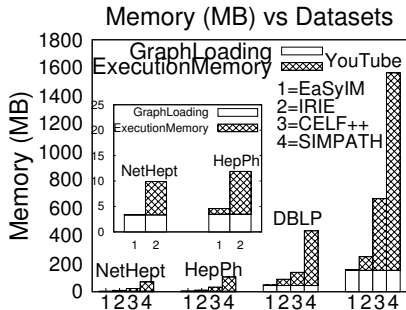 Memory (MB) vs Datasets
Memory (MB)
1800
1600
1400
1200
1000
800
600
400
200
0
GraphLoading
ExecutionMemory
YouTube
1=EaSyIM
2=IRIE
3=CELF++
4=SIMPATH
25
20
15
10
5
0
GraphLoading
ExecutionMemory
NetHept
HepPh
1 2 1 2
DBLP
NetHept
HepPh
1234 1234 1234 1234